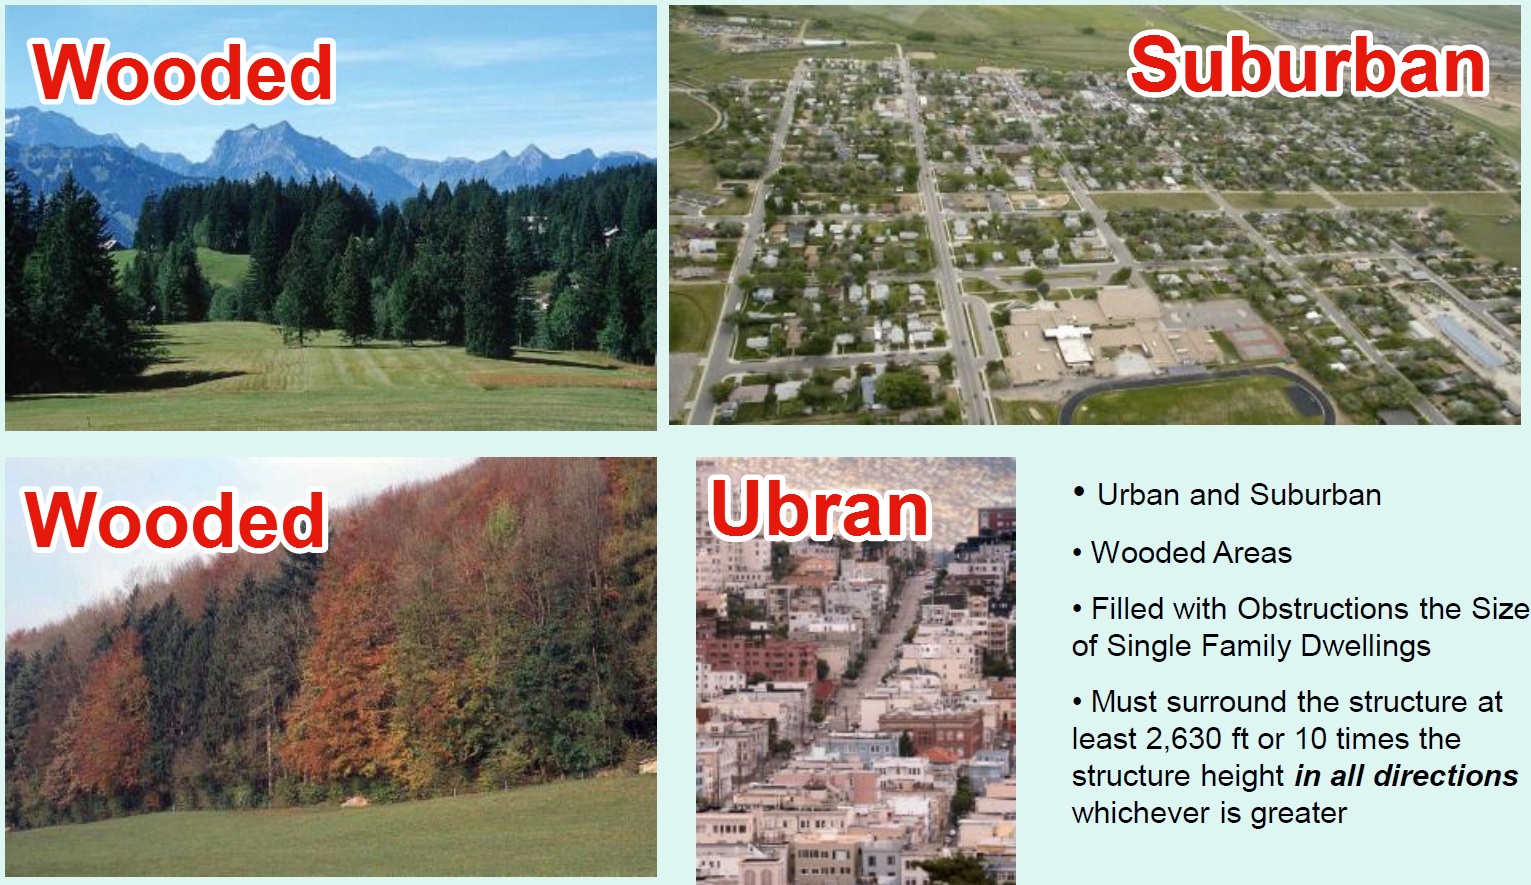 Wooded
Suburban
Wooded
Ubran
• Urban and Suburban
• Wooded Areas
• Filled with Obstructions the Size
of Single Family Dwellings
• Must surround the structure at
least 2,630 ft or 10 times the
structure height in all directions
whichever is greater